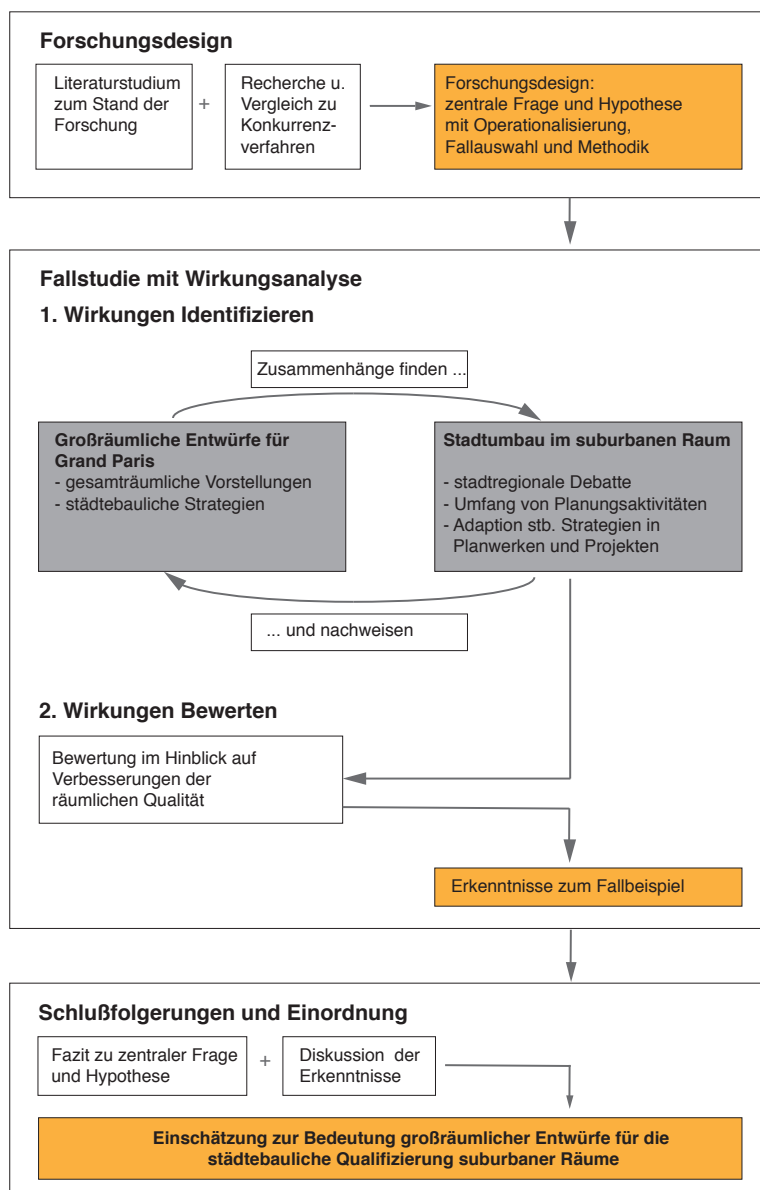 Forschungsdesign
Literaturstudium
zum Stand der
Forschung
+
Recherche u.
Vergleich zu
Konkurrenz-
verfahren
Forschungsdesign:
zentrale Frage und Hypothese
mit Operationalisierung,
Fallauswahl und Methodik
Fallstudie mit Wirkungsanalyse
1. Wirkungen Identifizieren
Zusammenhänge finden ...
Großräumliche Entwürfe für
Grand Paris
- gesamträumliche Vorstellungen
- städtebauliche Strategien
Stadtumbau im suburbanen Raum
- stadtregionale Debatte
- Umfang von Planungsaktivitäten
- Adaption stb. Strategien in
Planwerken und Projekten
... und nachweisen
2. Wirkungen Bewerten
Bewertung im Hinblick auf
Verbesserungen der
räumlichen Qualität
Erkenntnisse zum Fallbeispiel
Schlußfolgerungen und Einordnung
Fazit zu zentraler Frage
und Hypothese
+
Diskussion der
Erkenntnisse
Einschätzung zur Bedeutung großräumlicher Entwürfe für die
städtebauliche Qualifizierung suburbaner Räume